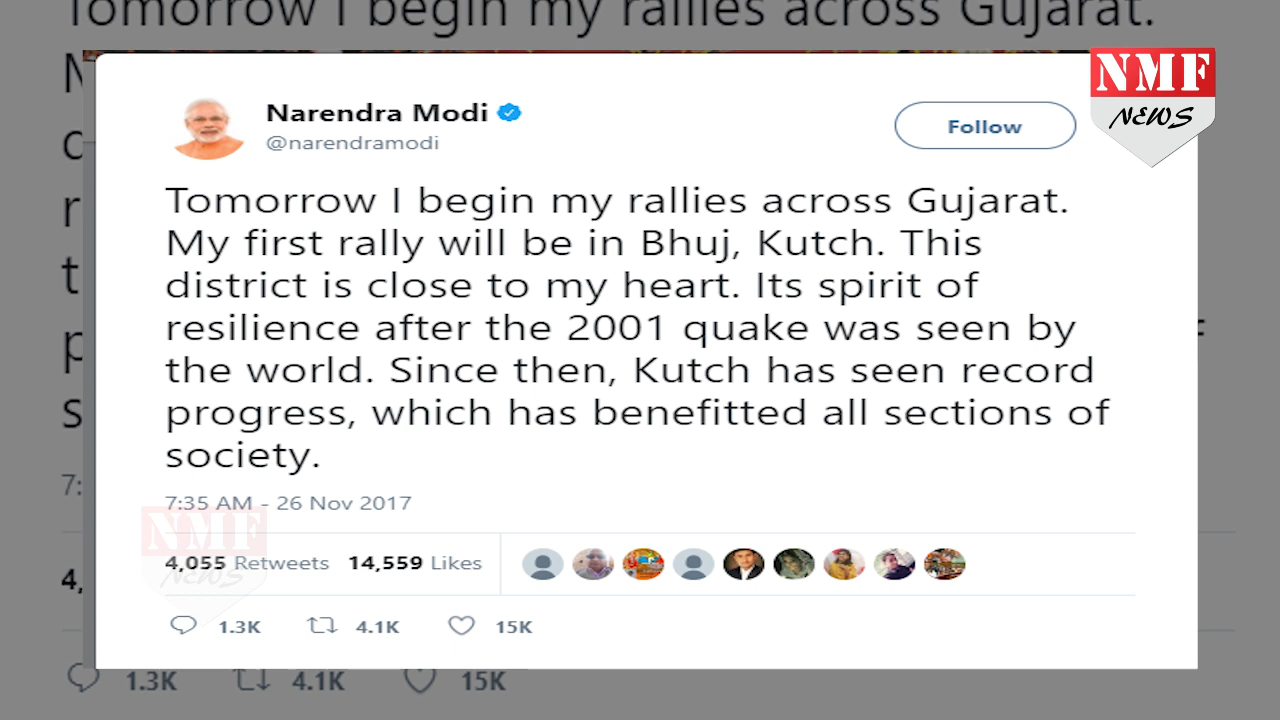 Tomorrow I begin my rallies across Gujarat.
NMF
NEWS
Narendra Modi
@narendramodi
Follow
Tomorrow I begin my rallies across Gujarat.
My first rally will be in Bhuj, Kutch. This
district is close to my heart. Its spirit of
resilience after the 2001 quake was seen by
the world. Since then, Kutch has seen record
progress, which has benefitted all sections of
society.
7:35 AM - 26 Nov 2017
NMF
NEWS
4,055 Retweets 14,559 Likes
1.3K 4.1K 15K
1.3K 4.1K 15K